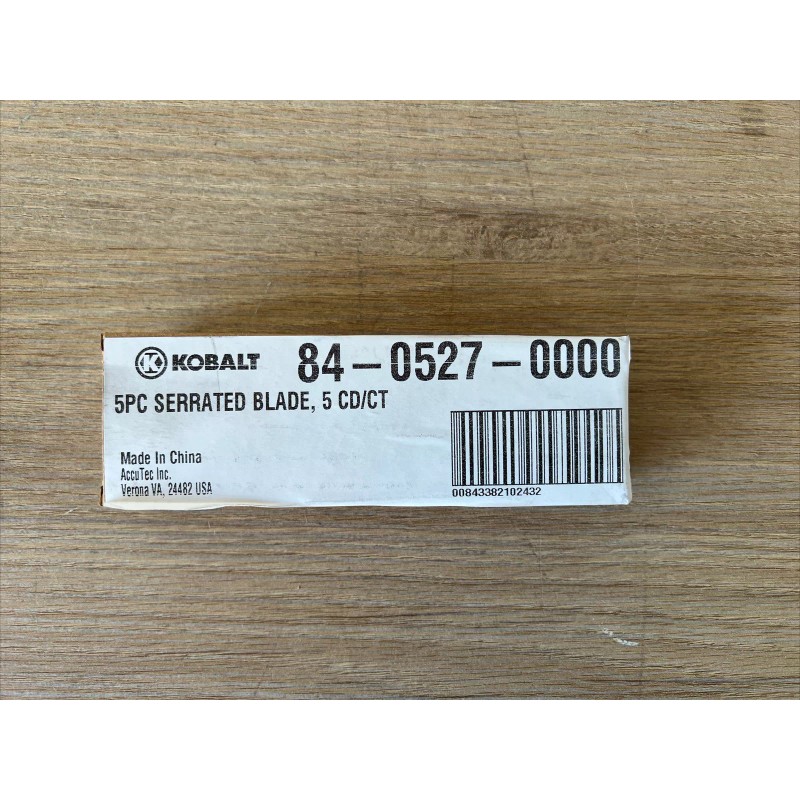 K KOBALT 84-0527-0000
5PC SERRATED BLADE, 5 CD/CT
Made In China
AccuTec Inc.
Verona VA, 24482 USA
00843382102432